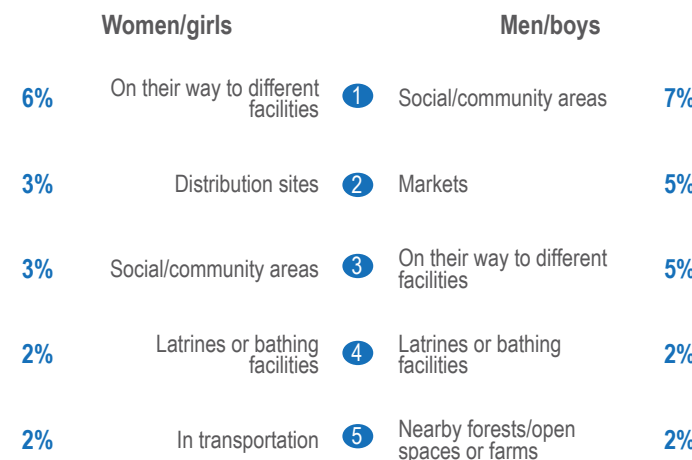 Women/girls Men/boys
6% On their way to different facilities 1 Social/community areas 7%
3% Distribution sites 2 Markets 5%
3% Social/community areas 3 On their way to different facilities 5%
2% Latrines or bathing facilities 4 Latrines or bathing facilities 2%
2% In transportation 5 Nearby forests/open spaces or farms 2%